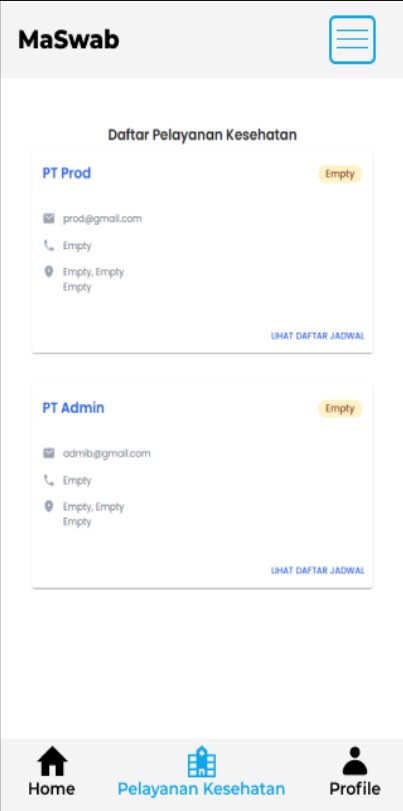 MaSwab
Daftar Pelayanan Kesehatan
PT Prod
Empty
prod@gmail.com
Empty
Empty, Empty
Empty
LIHAT DAFTAR JADWAL
PT Admin
Empty
admib@gmail.com
Empty
Empty, Empty
Empty
LIHAT DAFTAR JADWAL
Home
Pelayanan Kesehatan
Profile